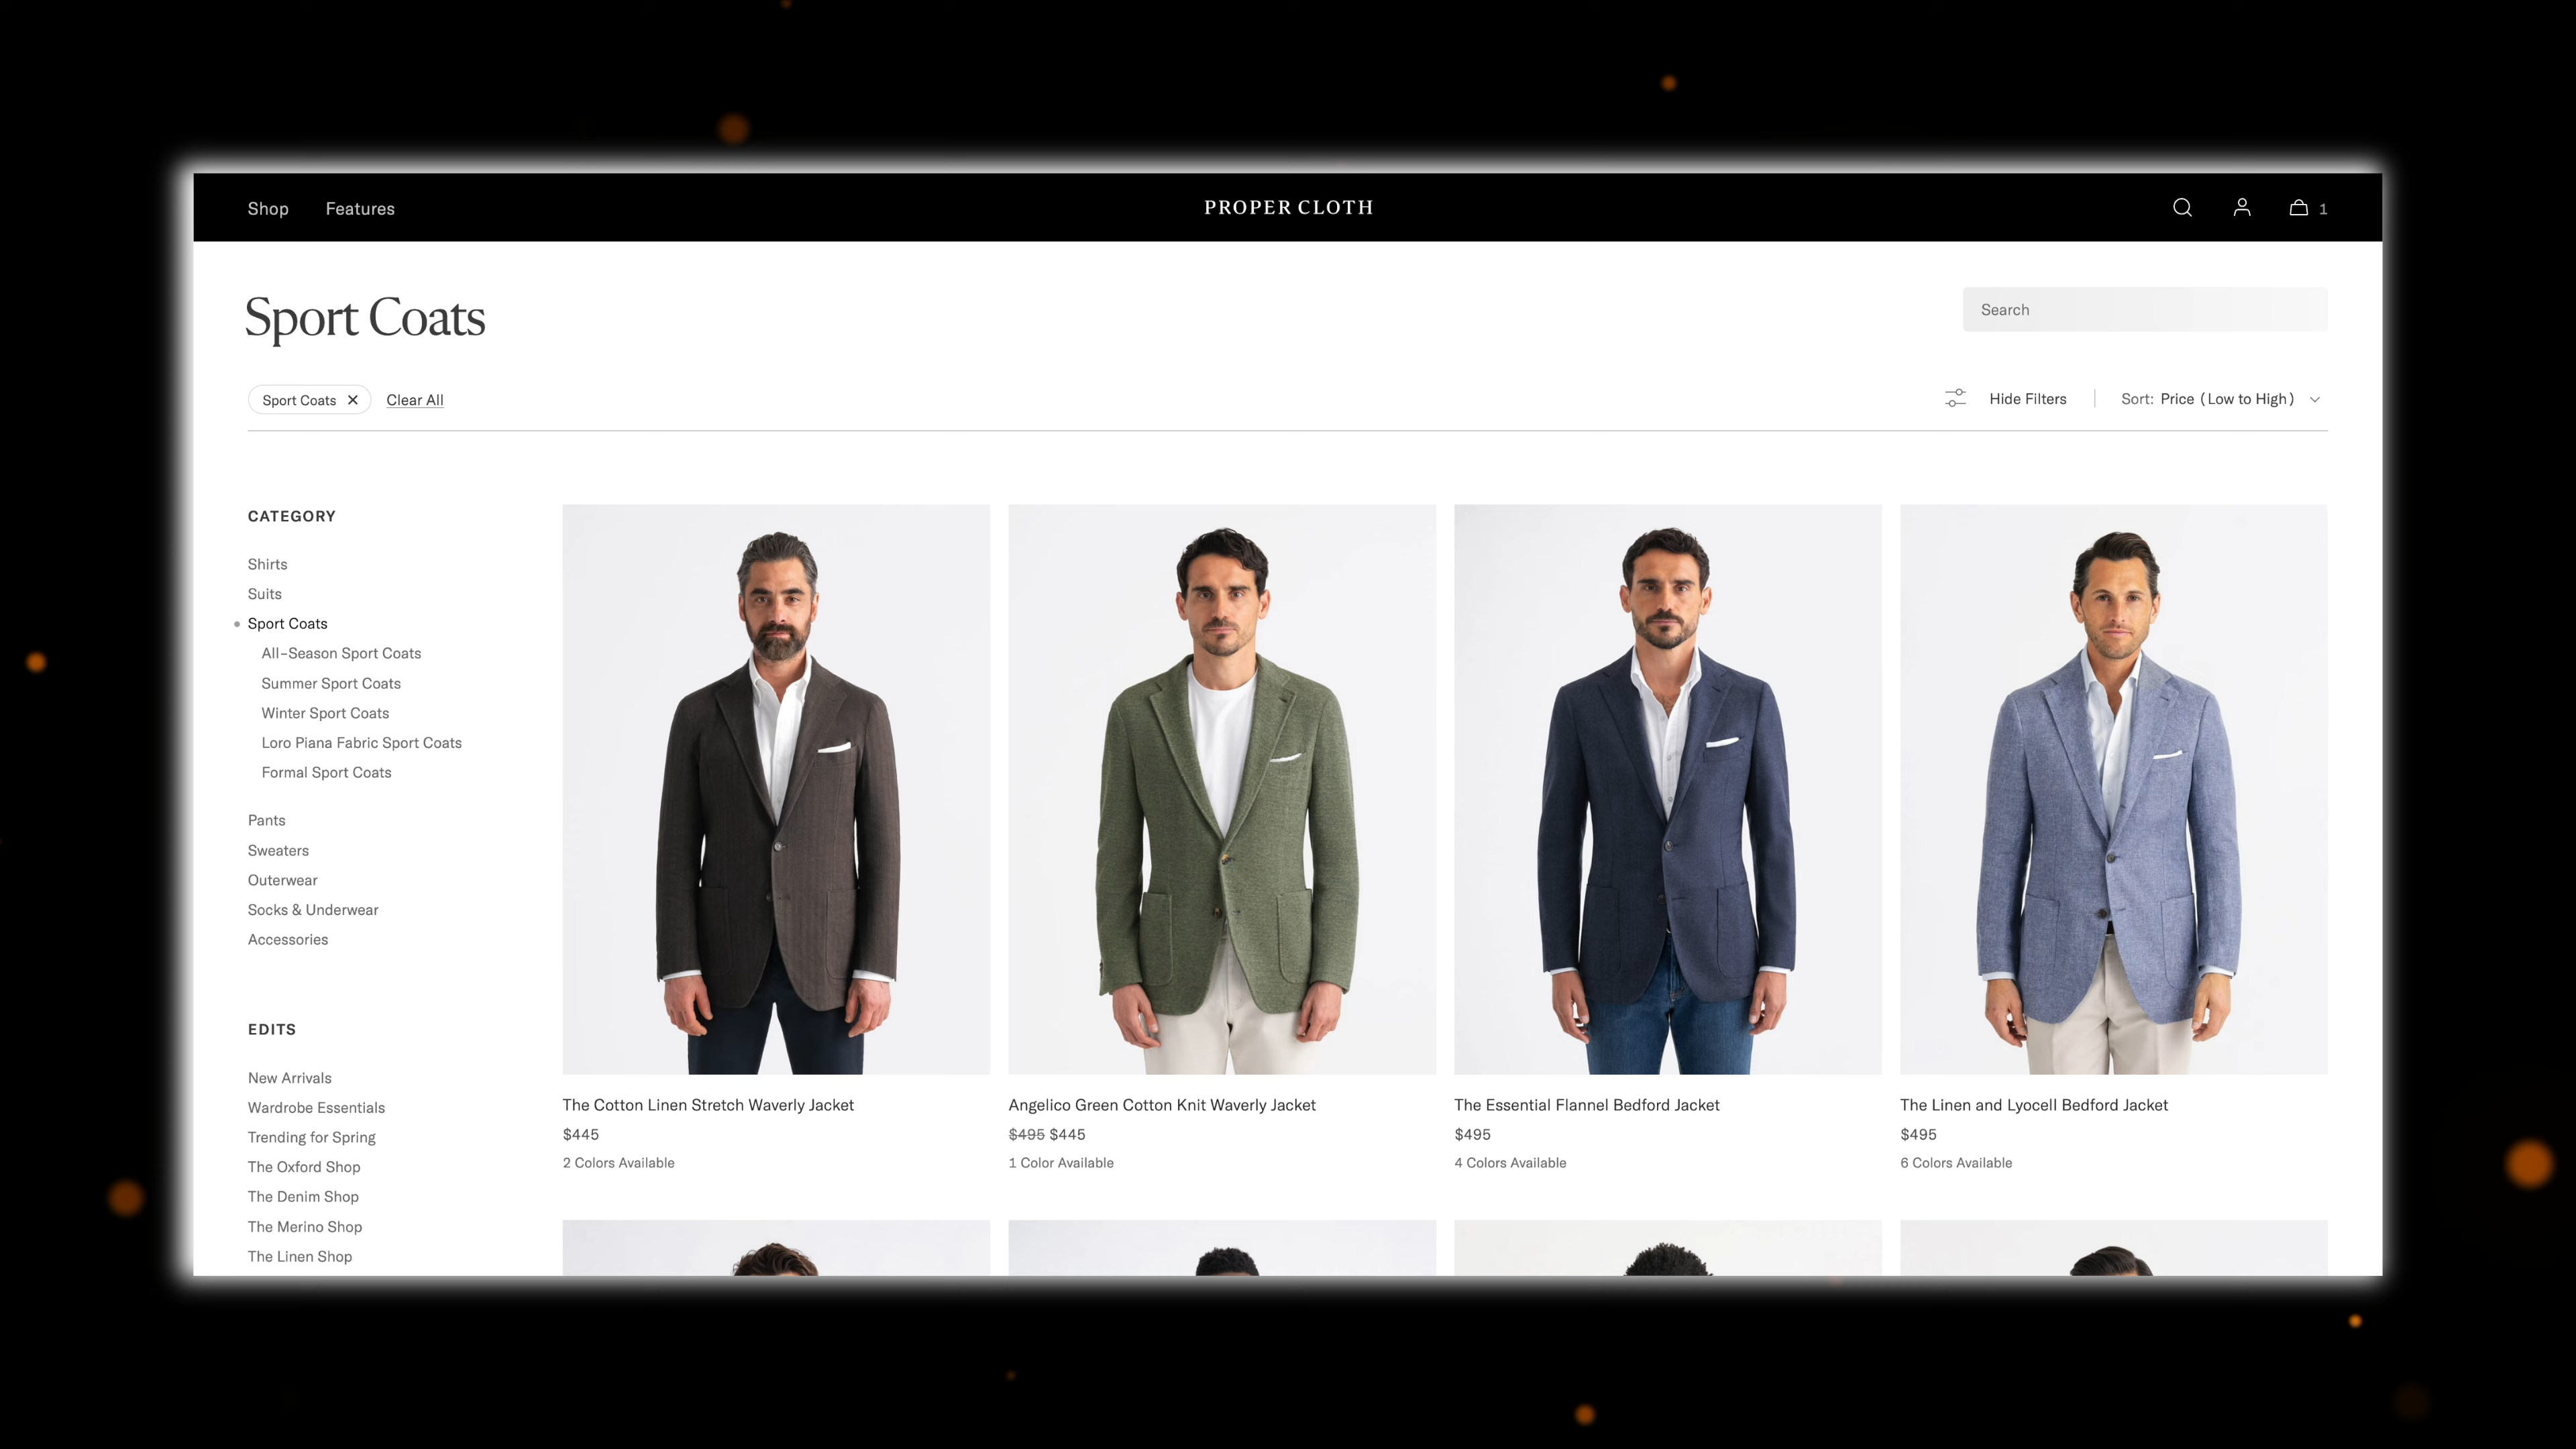 Shop Features PROPER CLOTH 1
Sport Coats
Search
Sport Coats Clear All
Hide Filters Sort: Price (Low to High)
CATEGORY
Shirts
Suits
Sport Coats
All-Season Sport Coats
Summer Sport Coats
Winter Sport Coats
Loro Piana Fabric Sport Coats
Formal Sport Coats
Pants
Sweaters
Outerwear
Socks & Underwear
Accessories
EDITS
New Arrivals
Wardrobe Essentials
Trending for Spring
The Oxford Shop
The Denim Shop
The Merino Shop
The Linen Shop
The Cotton Linen Stretch Waverly Jacket
$445
2 Colors Available
Angelico Green Cotton Knit Waverly Jacket
$495 $445
1 Color Available
The Essential Flannel Bedford Jacket
$495
4 Colors Available
The Linen and Lyocell Bedford Jacket
$495
6 Colors Available